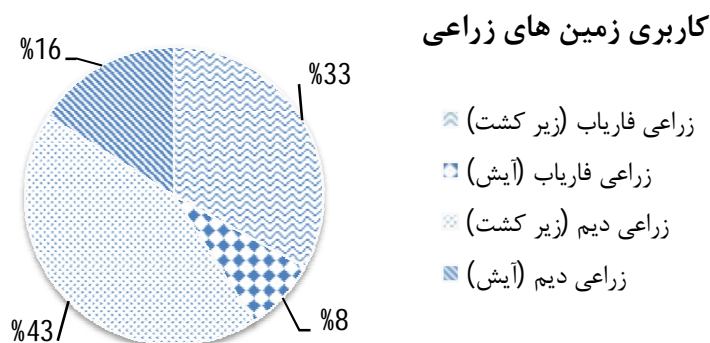 کاربری زمین های زراعی
%16
%33
%43
%8
زراعی فاریاب (زیر کشت)
زراعی فاریاب (آیش)
زراعی دیم (زیر کشت)
زراعی دیم (آیش)